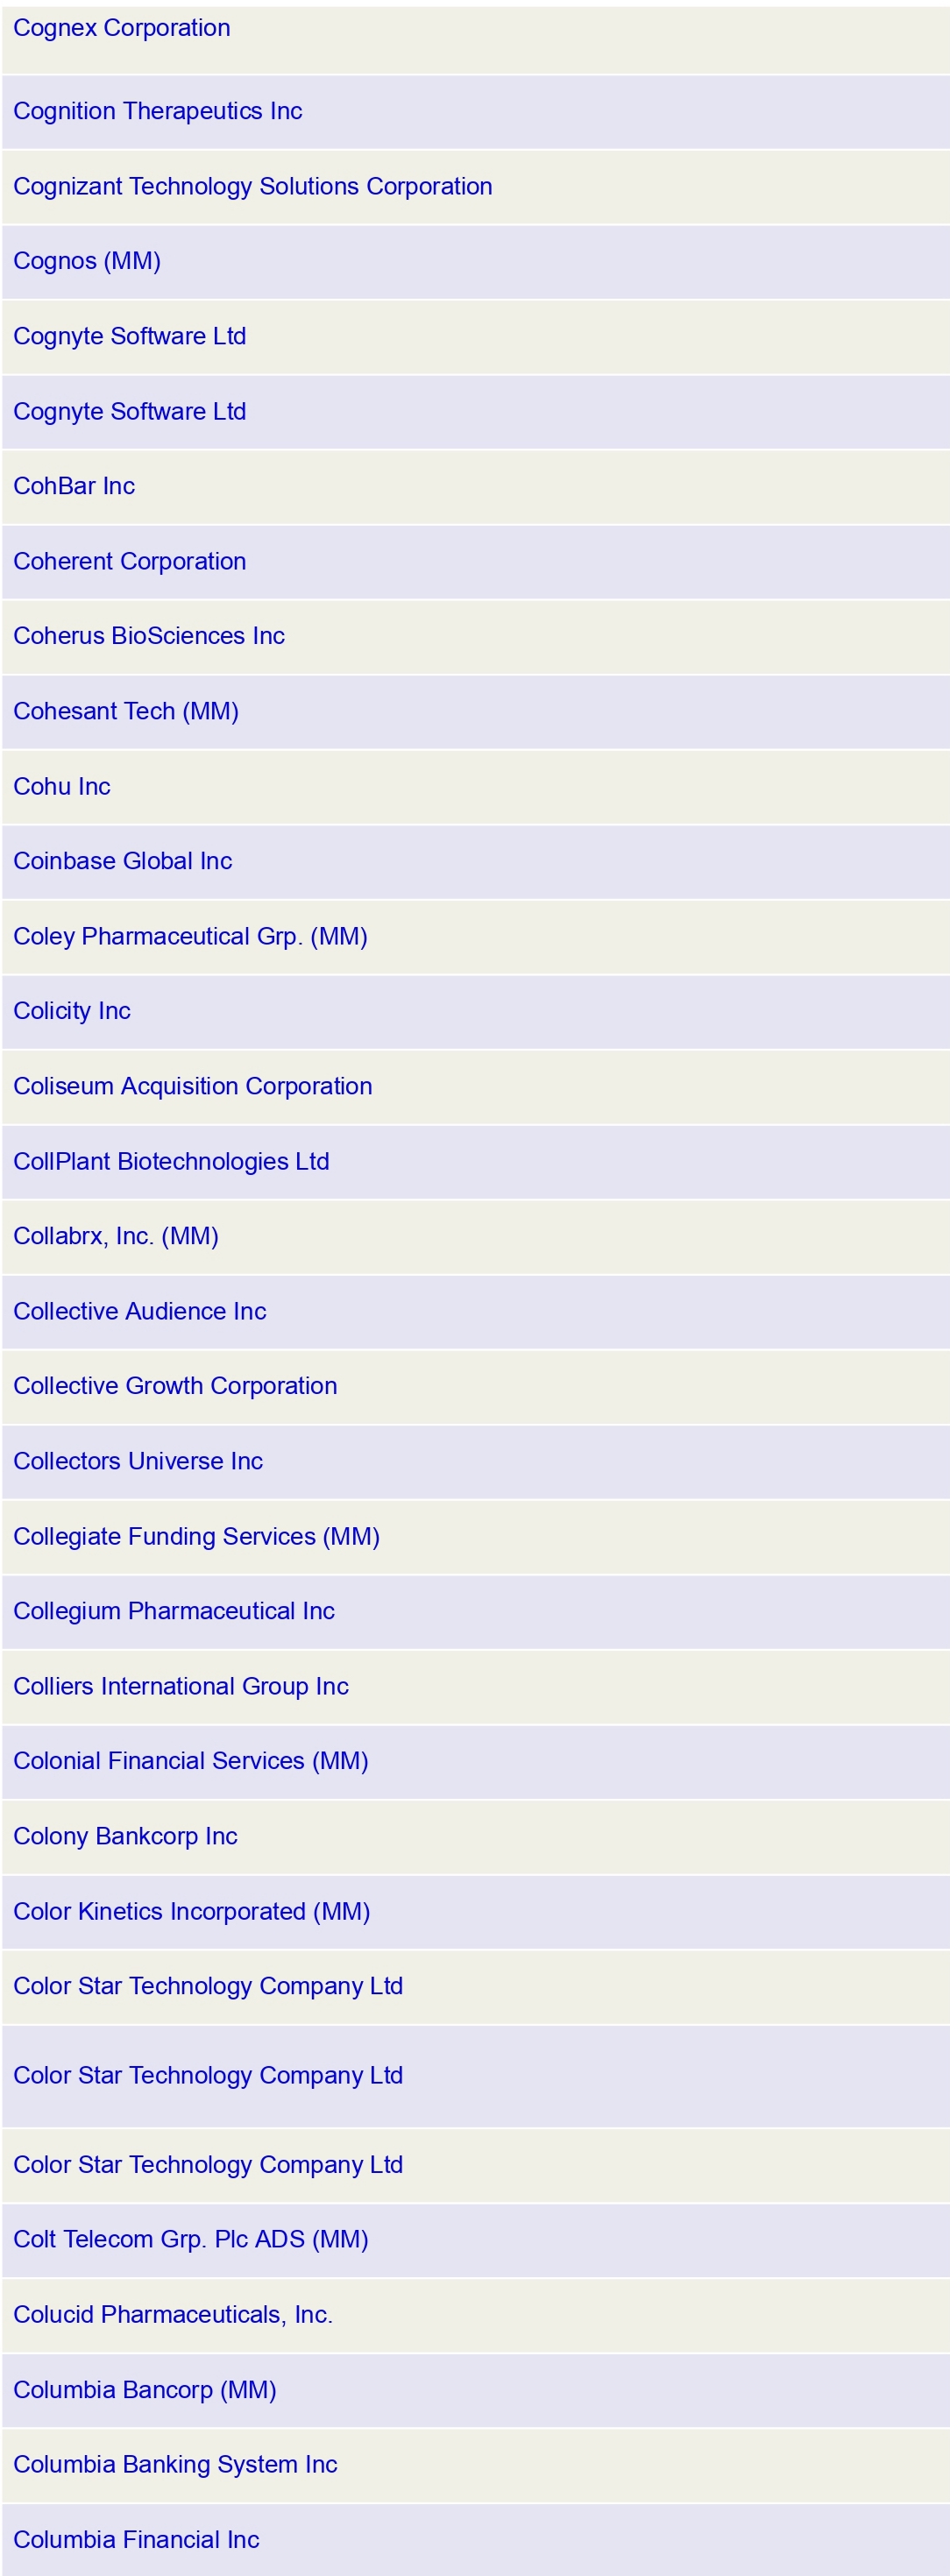 Cognex Corporation
Cognition Therapeutics Inc
Cognizant Technology Solutions Corporation
Cognos (MM)
Cognyte Software Ltd
Cognyte Software Ltd
CohBar Inc
Coherent Corporation
Coherus BioSciences Inc
Cohesant Tech (MM)
Cohu Inc
Coinbase Global Inc
Coley Pharmaceutical Grp. (MM)
Colicity Inc
Coliseum Acquisition Corporation
CollPlant Biotechnologies Ltd
Collabrx, Inc. (MM)
Collective Audience Inc
Collective Growth Corporation
Collectors Universe Inc
Collegiate Funding Services (MM)
Collegium Pharmaceutical Inc
Colliers International Group Inc
Colonial Financial Services (MM)
Colony Bankcorp Inc
Color Kinetics Incorporated (MM)
Color Star Technology Company Ltd
Color Star Technology Company Ltd
Color Star Technology Company Ltd
Colt Telecom Grp. Plc ADS (MM)
Colucid Pharmaceuticals, Inc.
Columbia Bancorp (MM)
Columbia Banking System Inc
Columbia Financial Inc